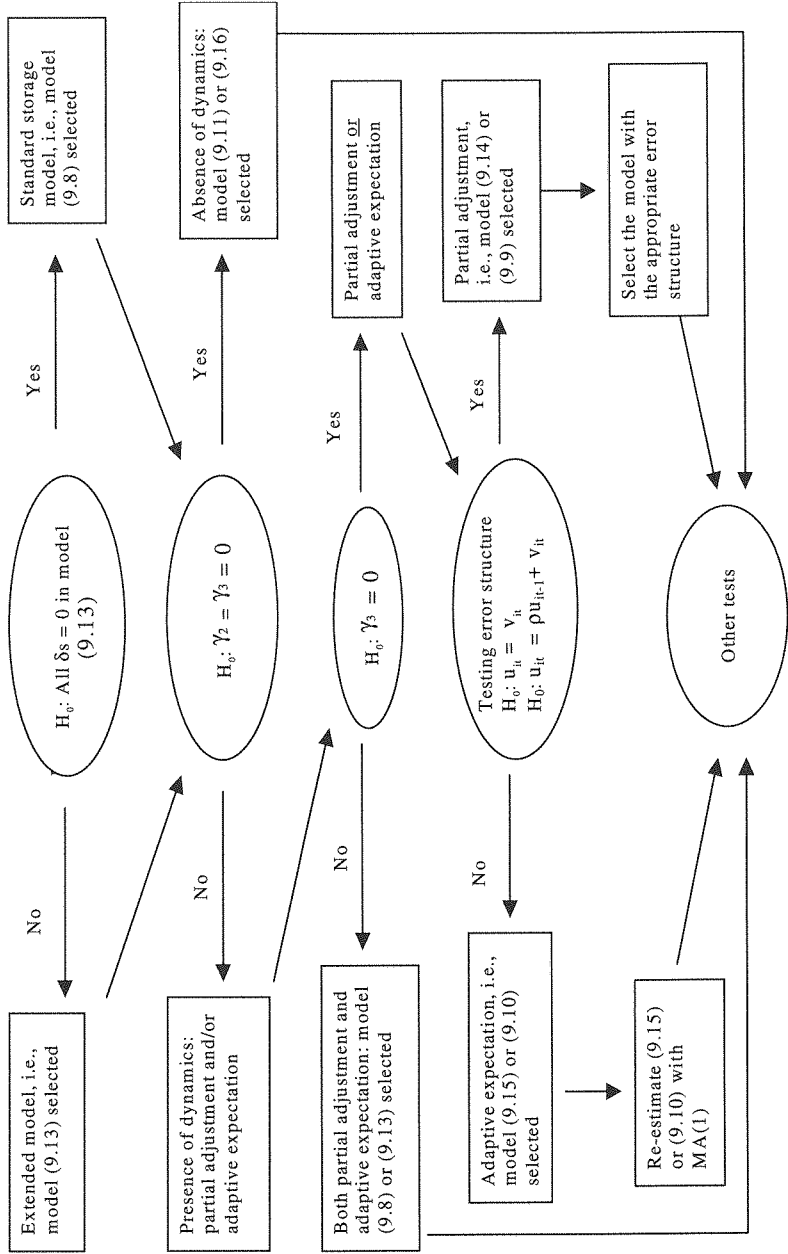 H₀: All δs = 0 in model
(9.13)
No
Yes
Extended model, i.e.,
model (9.13) selected
Standard storage
model, i.e., model
(9.8) selected
H₀: γ₂ = γ₃ = 0
No
Yes
Presence of dynamics:
partial adjustment and/or
adaptive expectation
Absence of dynamics:
model (9.11) or (9.16)
selected
H₀: γ₃ = 0
No
Yes
Both partial adjustment and
adaptive expectation: model
(9.8) or (9.13) selected
Partial adjustment or
adaptive expectation
Testing error structure
H₀: uᵢₜ = vᵢₜ
H₀: uᵢₜ = ρuᵢₜ₋₁+ vᵢₜ
No
Yes
Adaptive expectation, i.e.,
model (9.15) or (9.10)
selected
Partial adjustment,
i.e., model (9.14) or
(9.9) selected
Re-estimate (9.15)
or (9.10) with
MA(1)
Select the model with
the appropriate error
structure
Other tests